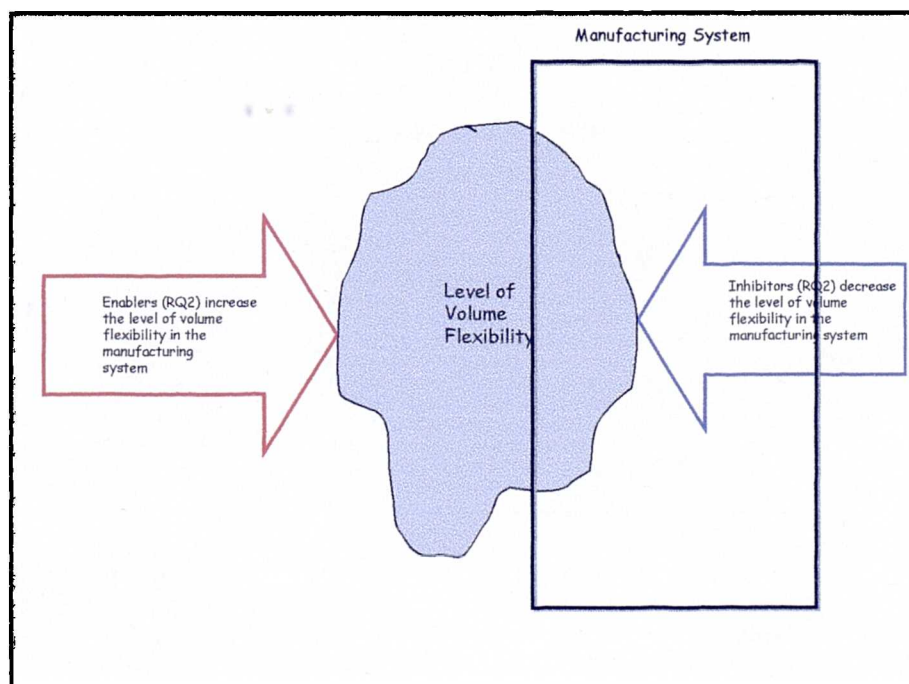 Manufacturing System
Enablers (RQ2) increase
the level of volume
flexibility in the
manufacturing
system
Level of
Volume
Flexibility
Inhibitors (RQ2) decrease
the level of volume
flexibility in the
manufacturing system